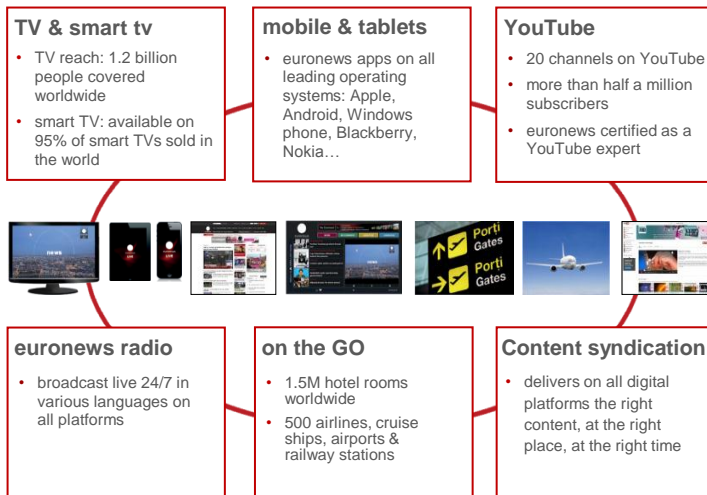 TV & smart tv
• TV reach: 1.2 billion
people covered
worldwide
• smart TV: available on
95% of smart TVs sold in
the world
mobile & tablets
• euronews apps on all
leading operating
systems: Apple,
Android, Windows
phone, Blackberry,
Nokia…
YouTube
• 20 channels on YouTube
• more than half a million
subscribers
• euronews certified as a
YouTube expert
news
Porţi
Gates
Porţi
Gates
euronews radio
• broadcast live 24/7 in
various languages on
all platforms
on the GO
• 1.5M hotel rooms
worldwide
• 500 airlines, cruise
ships, airports &
railway stations
Content syndication
• delivers on all digital
platforms the right
content, at the right
place, at the right time